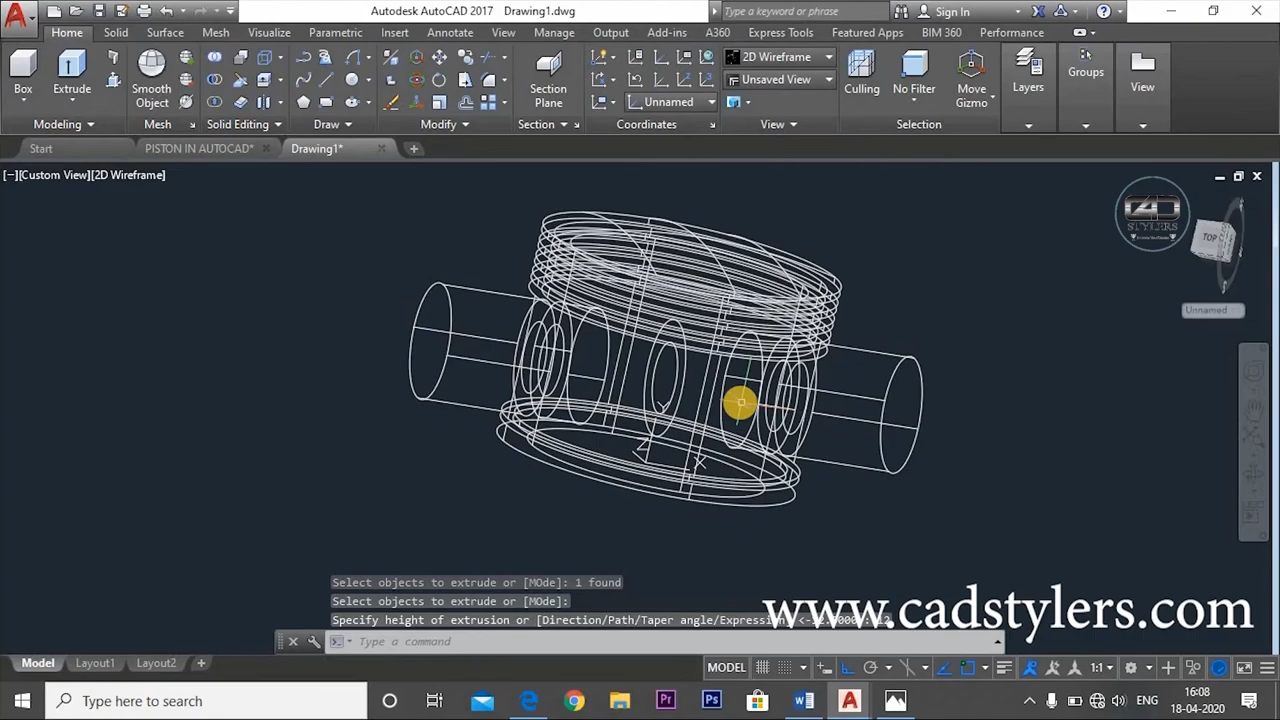 Autodesk AutoCAD 2017 Drawing1.dwg
Type a keyword or phrase
Sign In
Home Solid Surface Mesh Visualize Parametric Insert Annotate View Manage Output Add-ins A360 Express Tools Featured Apps BIM 360 Performance
Box
Extrude
Smooth Object
Section Plane
2D Wireframe
Unsaved View
Unnamed
Culling
No Filter
Move Gizmo
Layers
Groups
View
Modeling
Mesh
Solid Editing
Draw
Modify
Section
Coordinates
View
Selection
Start
PISTON IN AUTOCAD*
Drawing1*
[−][Custom View][2D Wireframe]
CAD
STYLERS
TOP
Unnamed
Y
Z
X
Select objects to extrude or [MOde]: 1 found
Select objects to extrude or [MOde]:
Specify height of extrusion or [Direction/Path/Taper angle/Expression]
www.cadstylers.com
Type a command
Model Layout1 Layout2
MODEL
1:1
Type here to search
Pr
Ps
ENG
16:08
18-04-2020